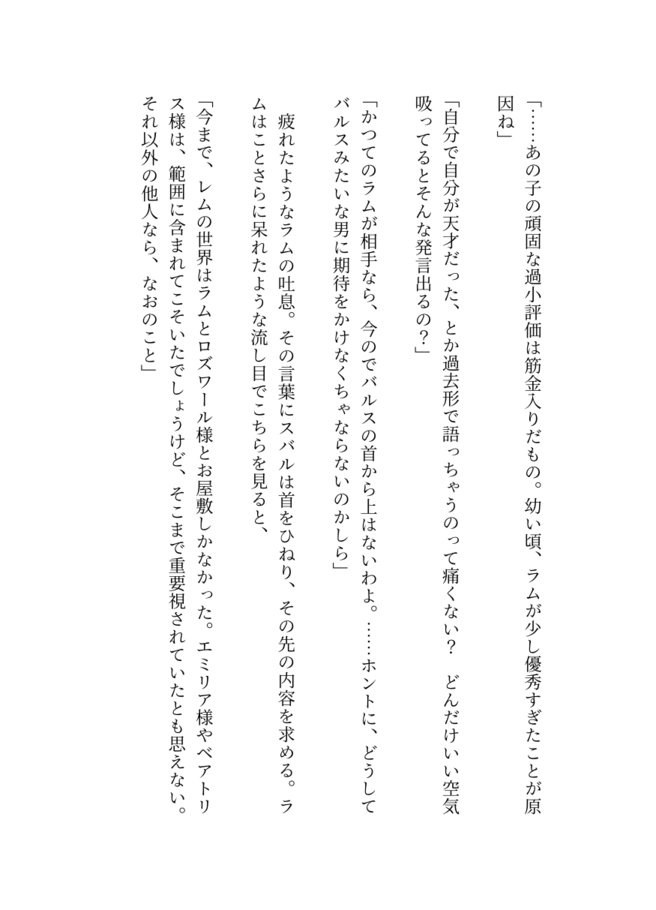 「……あの子の頑固な過小評価は筋金入りだもの。幼い頃、ラムが少し優秀すぎたことが原
因ね」
「自分で自分が天才だった、とか過去形で語っちゃうのって痛くない？　どんだけいい空気
吸ってるとそんな発言出るの？」
「かつてのラムが相手なら、今のでバルスの首から上はないわよ。……ホントに、どうして
バルスみたいな男に期待をかけなくちゃならないのかしら」
　疲れたようなラムの吐息。その言葉にスバルは首をひねり、その先の内容を求める。ラ
ムはことさらに呆れたような流し目でこちらを見ると、
「今まで、レムの世界はラムとロズワール様とお屋敷しかなかった。エミリア様やベアトリ
ス様は、範囲に含まれてこそいたでしょうけど、そこまで重要視されていたとも思えない。
それ以外の他人なら、なおのこと」